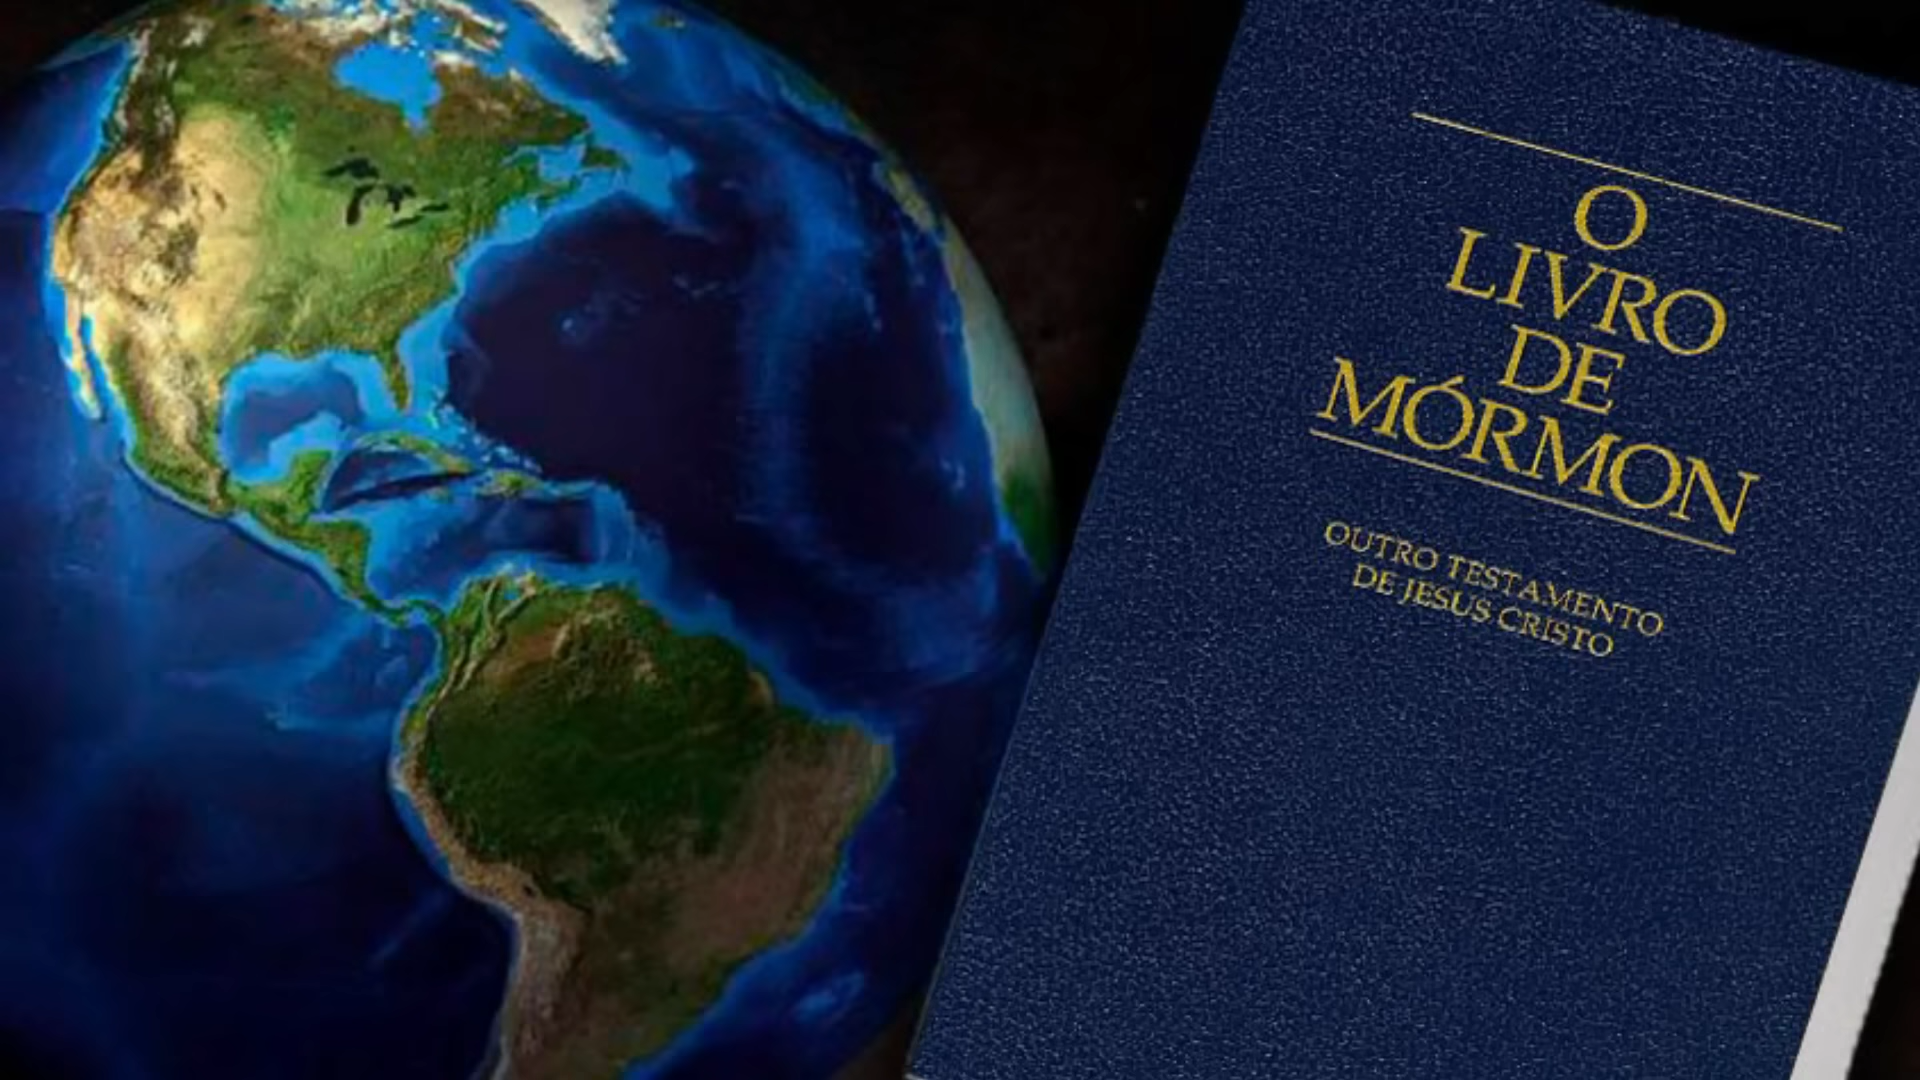 O
LIVRO
DE
MÓRMON
OUTRO TESTAMENTO
DE JESUS CRISTO